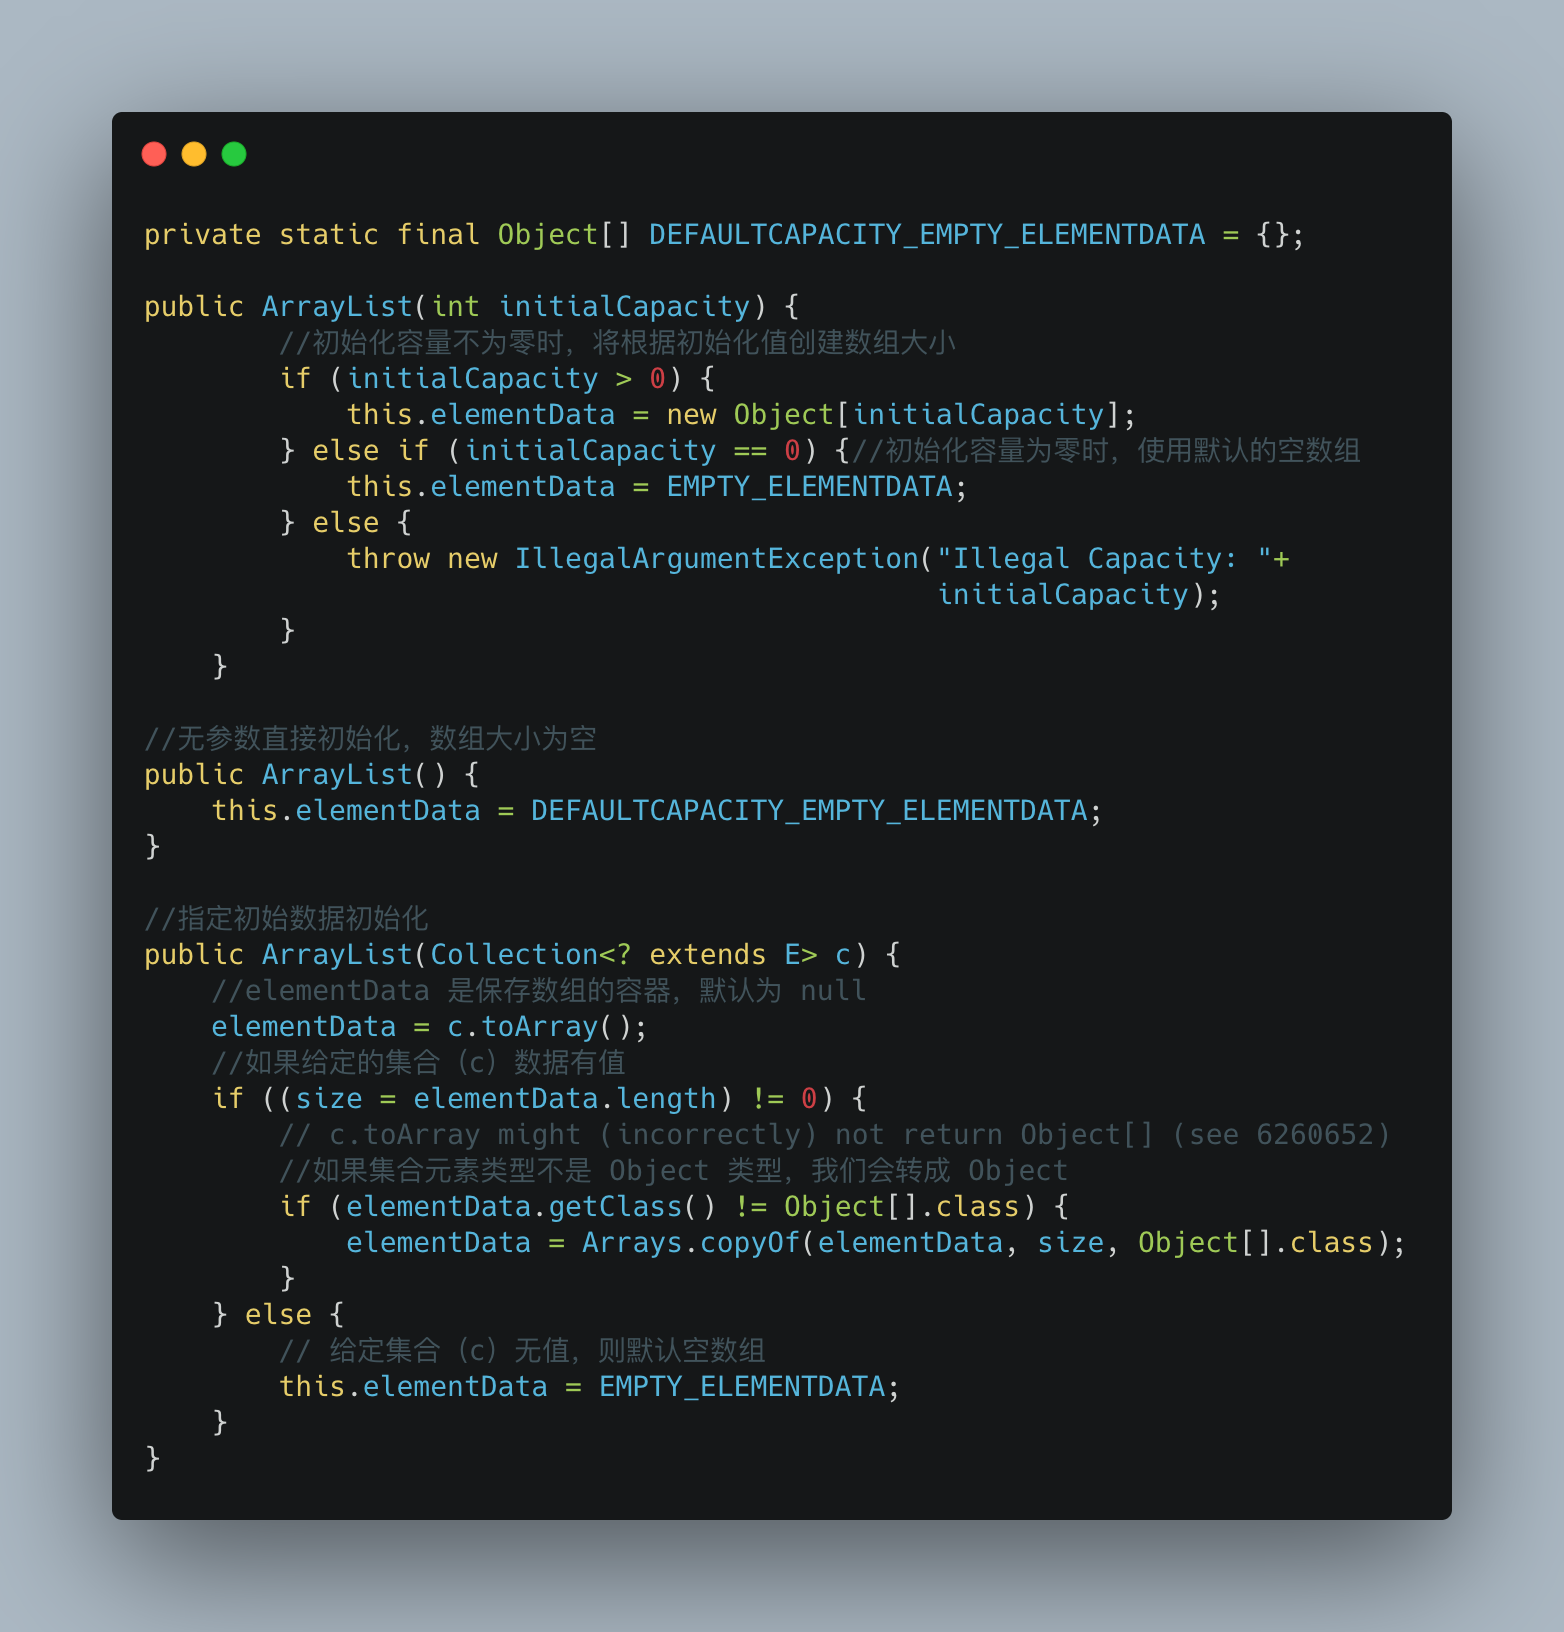 private static final Object[] DEFAULTCAPACITY_EMPTY_ELEMENTDATA = {};
public ArrayList(int initialCapacity) {
//初始化容量不为零时，将根据初始化值创建数组大小
if (initialCapacity > 0) {
this.elementData = new Object[initialCapacity];
} else if (initialCapacity == 0) {//初始化容量为零时，使用默认的空数组
this.elementData = EMPTY_ELEMENTDATA;
} else {
throw new IllegalArgumentException("Illegal Capacity: "+
initialCapacity);
}
}
//无参数直接初始化，数组大小为空
public ArrayList() {
this.elementData = DEFAULTCAPACITY_EMPTY_ELEMENTDATA;
}
//指定初始数据初始化
public ArrayList(Collection<? extends E> c) {
//elementData 是保存数组的容器，默认为 null
elementData = c.toArray();
//如果给定的集合（c）数据有值
if ((size = elementData.length) != 0) {
// c.toArray might (incorrectly) not return Object[] (see 6260652)
//如果集合元素类型不是 Object 类型，我们会转成 Object
if (elementData.getClass() != Object[].class) {
elementData = Arrays.copyOf(elementData, size, Object[].class);
}
} else {
// 给定集合（c）无值，则默认空数组
this.elementData = EMPTY_ELEMENTDATA;
}
}